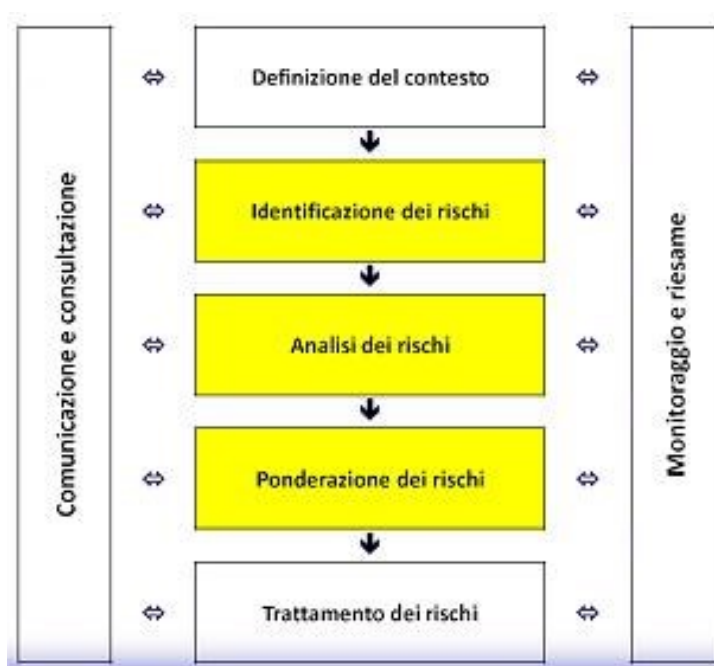 Comunicazione e consultazione
Definizione del contesto
Identificazione dei rischi
Analisi dei rischi
Ponderazione dei rischi
Trattamento dei rischi
Monitoraggio e riesame